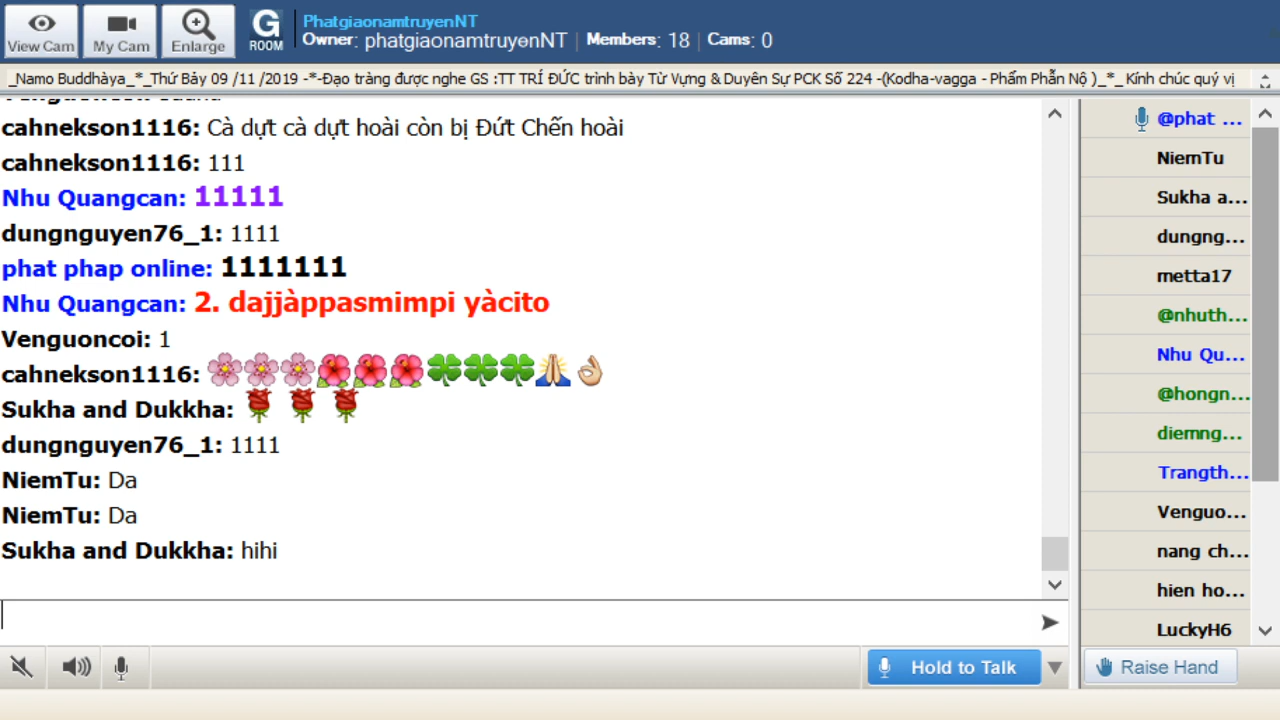 View Cam
My Cam
Enlarge
G
ROOM
PhatgiaonamtruyenNT
Owner: phatgiaonamtruyenNT | Members: 18 | Cams: 0
_Namo Buddhàya_*_Thứ Bảy 09 /11 /2019 -*-Đạo tràng được nghe GS :TT TRÍ ĐỨC trình bày Từ Vựng & Duyên Sự PCK Số 224 -(Kodha-vagga - Phẩm Phẫn Nộ )_*_ Kính chúc quý vị
cahnekson1116: Cà dựt cà dựt hoài còn bị Đứt Chến hoài
cahnekson1116: 111
Nhu Quangcan: 11111
dungnguyen76_1: 1111
phat phap online: 1111111
Nhu Quangcan: 2. dajjàppasmimpi yàcito
Venguoncoi: 1
cahnekson1116: 🌸🌸🌸🌺🌺🌺🍀🍀🍀🙏👌
Sukha and Dukkha: 🌹 🌹 🌹
dungnguyen76_1: 1111
NiemTu: Da
NiemTu: Da
Sukha and Dukkha: hihi
@phat ...
NiemTu
Sukha a...
dungng...
metta17
@nhuth...
Nhu Qu...
@hongn...
diemng...
Trangth...
Venguo...
nang ch...
hien ho...
LuckyH6
Hold to Talk
Raise Hand